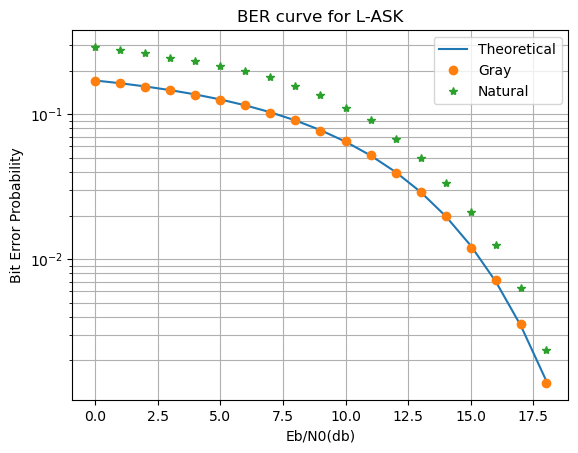 BER curve for L-ASK
Theoretical
Gray
Natural
Bit Error Probability
10⁻¹
10⁻²
0.0 2.5 5.0 7.5 10.0 12.5 15.0 17.5
Eb/N0(db)